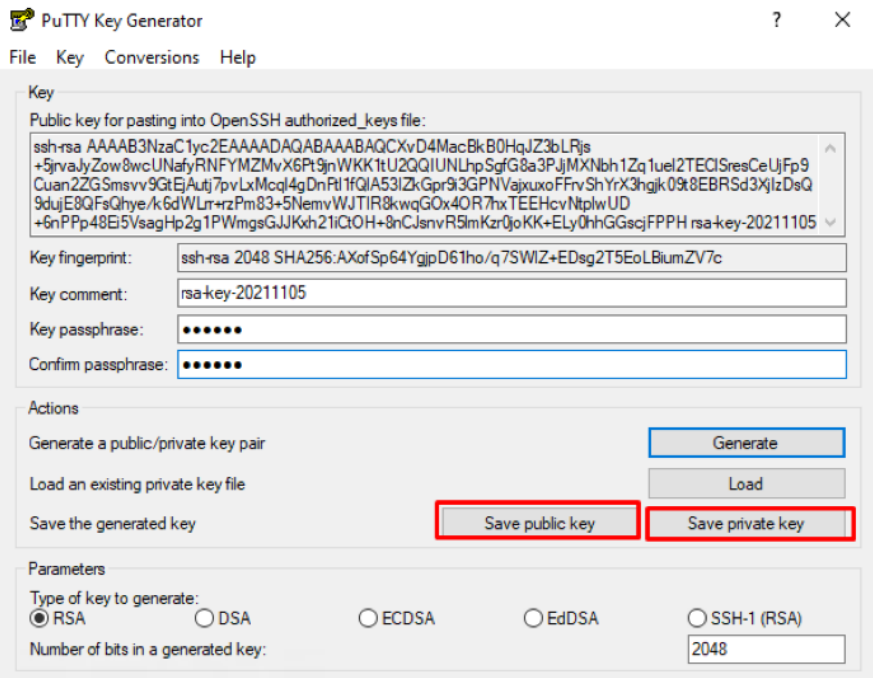 PuTTY Key Generator
?
File Key Conversions Help
Key
Public key for pasting into OpenSSH authorized_keys file:
ssh-rsa AAAAB3NzaC1yc2EAAAADAQABAAABAQCXvD4MacBkB0HqJZ3bLRjs
+5jrvaJyZow8wcUNafyRNFYMZMvX6Pt9jnWKK1tU2QQIUNLhpSgfG8a3PJjMXNbh1Zq1ueI2TEClSresCeUjFp9
Cuan2ZGSmsvv9GtEjAutj7pvLxMcqI4gDnFtl1fQIA53IZkGpr9i3GPNVajxuxoFFrvShYrX3hgjk09t8EBRSd3XjIzDsQ
9dujE8QFsQhye/k6dWLrr+rzPm83+5NemvWJTlR8kwqGOx4OR7hxTEEHcvNtpIwUD
+6nPPp48Ei5VsagHp2g1PWmgsGJJKxh21iCtOH+8nCJsnvR5lmKzr0joKK+ELy0hhGGscjFPPH rsa-key-20211105
Key fingerprint: ssh-rsa 2048 SHA256:AXofSp64YgjpD61ho/q7SWIZ+EDsg2T5EoLBiumZV7c
Key comment: rsa-key-20211105
Key passphrase: ●●●●●●
Confirm passphrase: ●●●●●●
Actions
Generate a public/private key pair Generate
Load an existing private key file Load
Save the generated key Save public key Save private key
Parameters
Type of key to generate:
RSA DSA ECDSA EdDSA SSH-1 (RSA)
Number of bits in a generated key: 2048